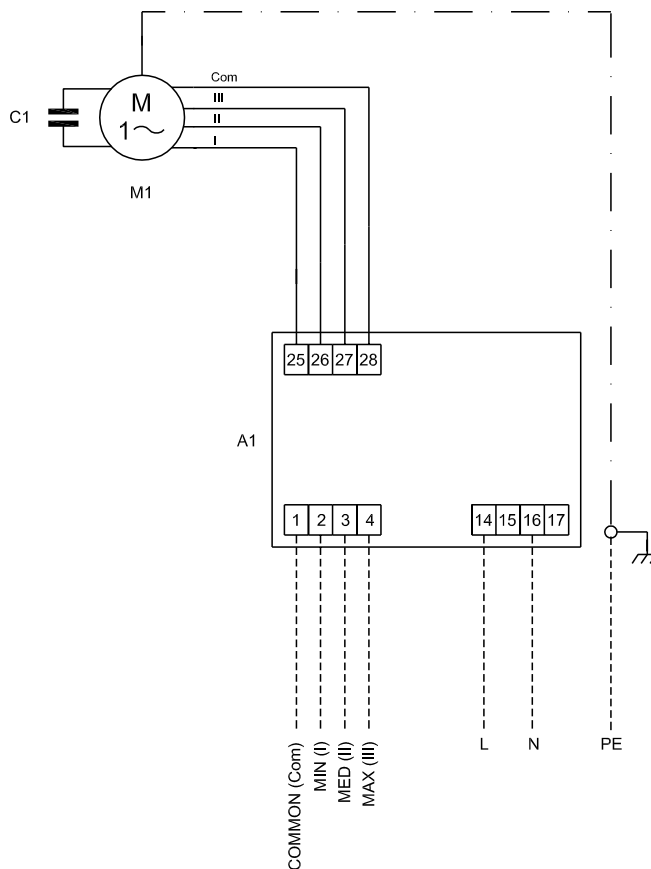 Com
III
II
I
C1
M
1~
M1
25 26 27 28
A1
1 2 3 4
14 15 16 17
COMMON (Com)
MIN (I)
MED (II)
MAX (III)
L
N
PE